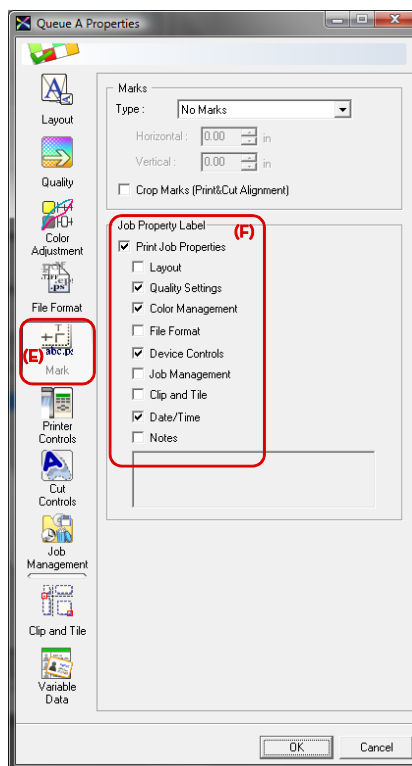 Queue A Properties
Layout
Quality
Color
Adjustment
File Format
(E)
abc.ps
Mark
Printer
Controls
Cut
Controls
Job
Management
Clip and Tile
Variable
Data
Marks
Type : No Marks
Horizontal : 0.00 in
Vertical : 0.00 in
Crop Marks (Print&Cut Alignment)
Job Property Label
(F)
Print Job Properties
Layout
Quality Settings
Color Management
File Format
Device Controls
Job Management
Clip and Tile
Date/Time
Notes
OK Cancel